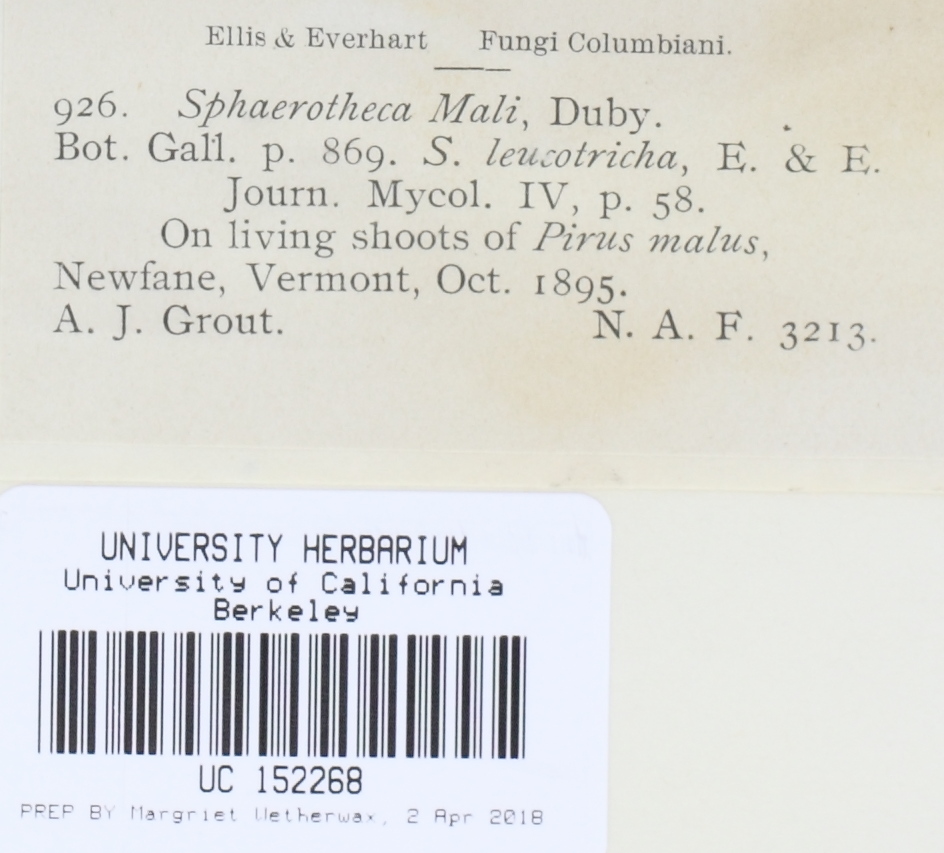 Ellis & Everhart Fungi Columbiani.
926. Sphaerotheca Mali, Duby.
Bot. Gall. p. 869. S. leucotricha, E. & E.
Journ. Mycol. IV, p. 58.
On living shoots of Pirus malus,
Newfane, Vermont, Oct. 1895.
A. J. Grout. N. A. F. 3213.
UNIVERSITY HERBARIUM
University of California
Berkeley
UC 152268
PREP BY Margriet Wetherwax, 2 Apr 2018